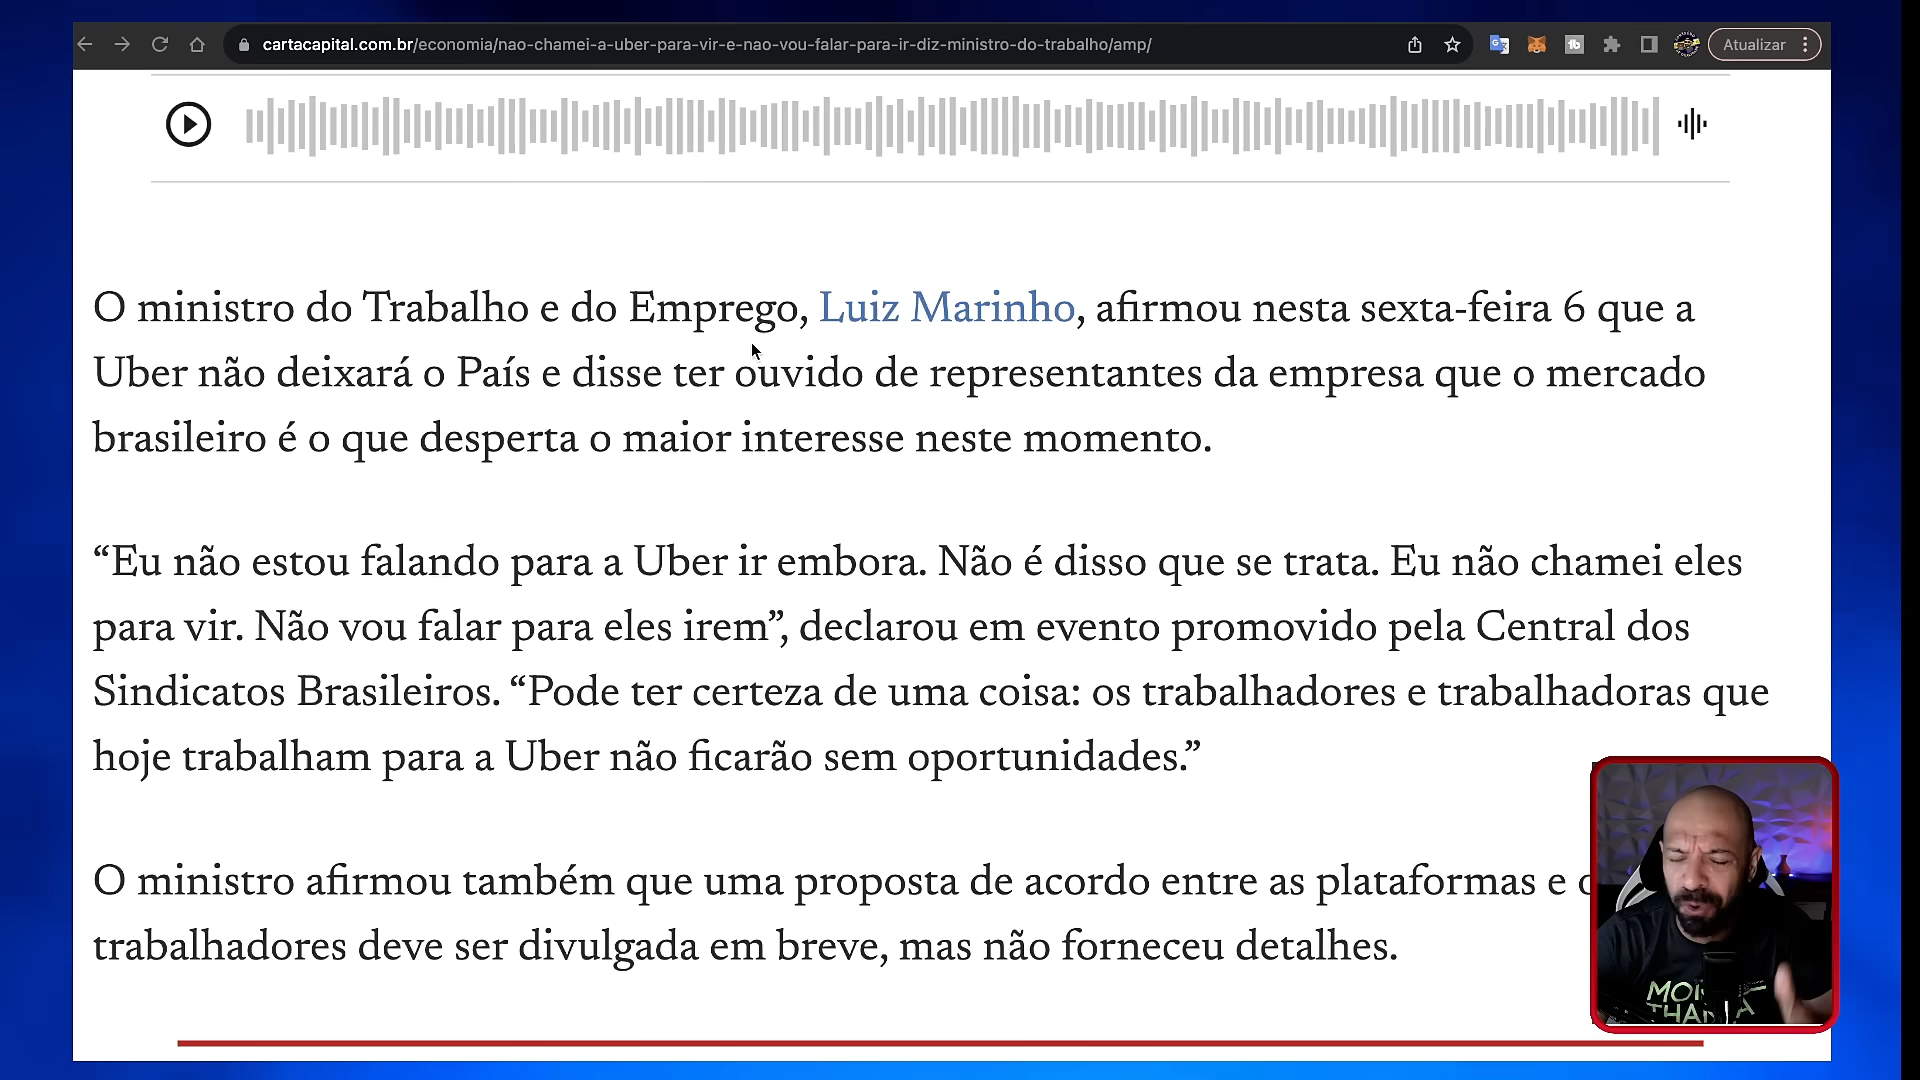 cartacapital.com.br/economia/nao-chamei-a-uber-para-vir-e-nao-vou-falar-para-ir-diz-ministro-do-trabalho/amp/
Atualizar
O ministro do Trabalho e do Emprego, Luiz Marinho, afirmou nesta sexta-feira 6 que a
Uber não deixará o País e disse ter ouvido de representantes da empresa que o mercado
brasileiro é o que desperta o maior interesse neste momento.
“Eu não estou falando para a Uber ir embora. Não é disso que se trata. Eu não chamei eles
para vir. Não vou falar para eles irem”, declarou em evento promovido pela Central dos
Sindicatos Brasileiros. “Pode ter certeza de uma coisa: os trabalhadores e trabalhadoras que
hoje trabalham para a Uber não ficarão sem oportunidades.”
O ministro afirmou também que uma proposta de acordo entre as plataformas e
trabalhadores deve ser divulgada em breve, mas não forneceu detalhes.